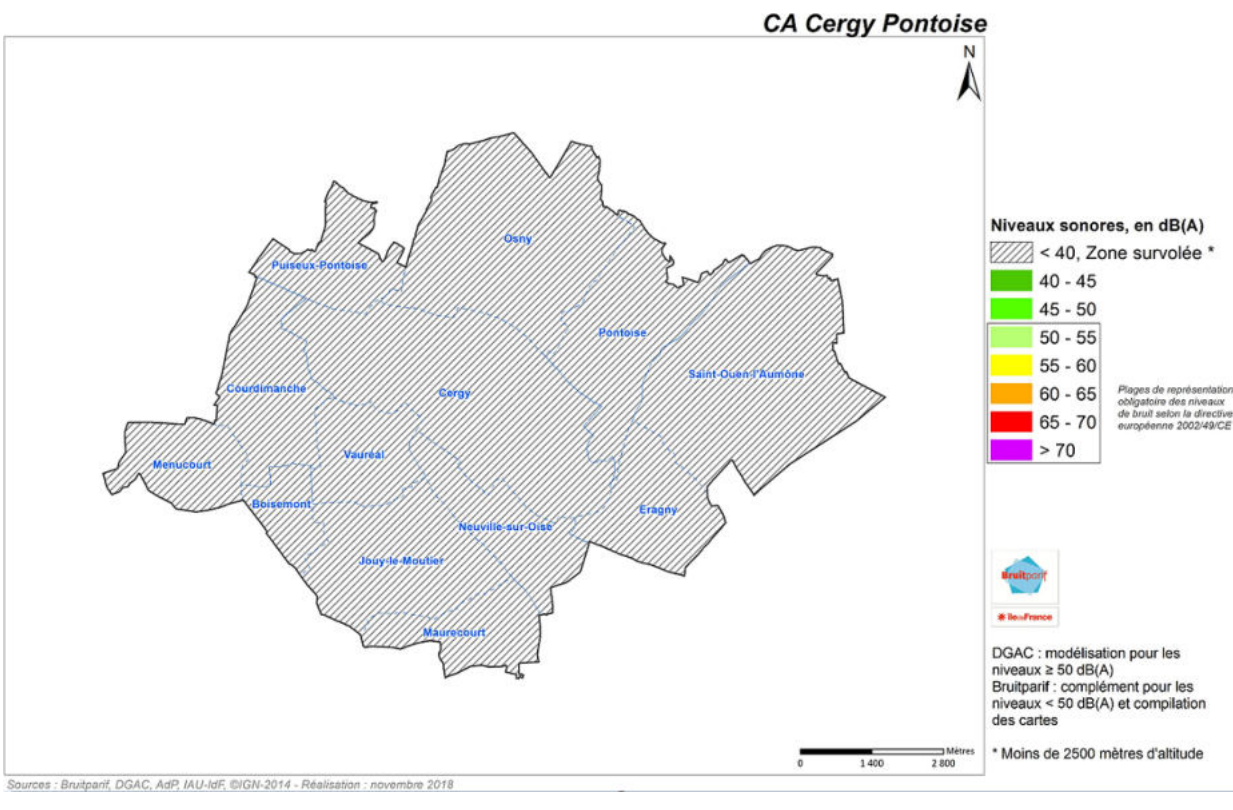 CA Cergy Pontoise
N
Osny
Puiseux-Pontoise
Pontoise
Saint-Ouen-l'Aumône
Courdimanche
Cergy
Vauréal
Menucourt
Boisemont
Eragny
Neuville-sur-Oise
Jouy-le-Moutier
Maurecourt
Niveaux sonores, en dB(A)
< 40, Zone survolée *
40 - 45
45 - 50
50 - 55
55 - 60
60 - 65
65 - 70
> 70
Plages de représentation
obligatoire des niveaux
de bruit selon la directive
européenne 2002/49/CE
Bruitparif
îledeFrance
DGAC : modélisation pour les
niveaux ≥ 50 dB(A)
Bruitparif : complément pour les
niveaux < 50 dB(A) et compilation
des cartes
* Moins de 2500 mètres d'altitude
Mètres
0 1 400 2 800
Sources : Bruitparif, DGAC, AdP, IAU-IdF, ©IGN-2014 - Réalisation : novembre 2018